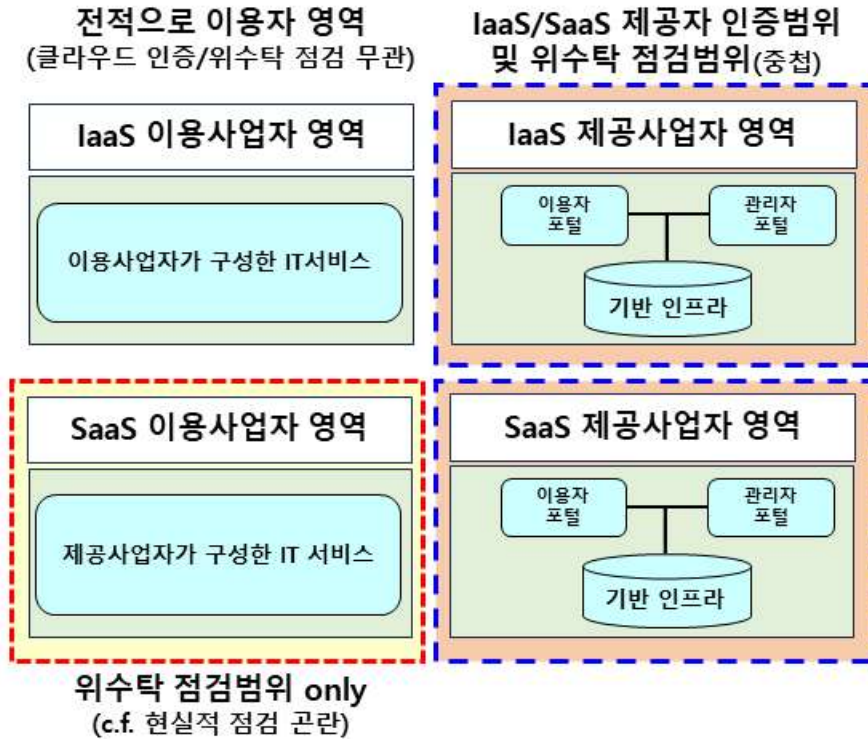 전적으로 이용자 영역
(클라우드 인증/위수탁 점검 무관)
IaaS/SaaS 제공자 인증범위
및 위수탁 점검범위(중첩)
IaaS 이용사업자 영역
이용사업자가 구성한 IT서비스
IaaS 제공사업자 영역
이용자
포털
관리자
포털
기반 인프라
SaaS 이용사업자 영역
제공사업자가 구성한 IT 서비스
SaaS 제공사업자 영역
이용자
포털
관리자
포털
기반 인프라
위수탁 점검범위 only
(c.f. 현실적 점검 곤란)